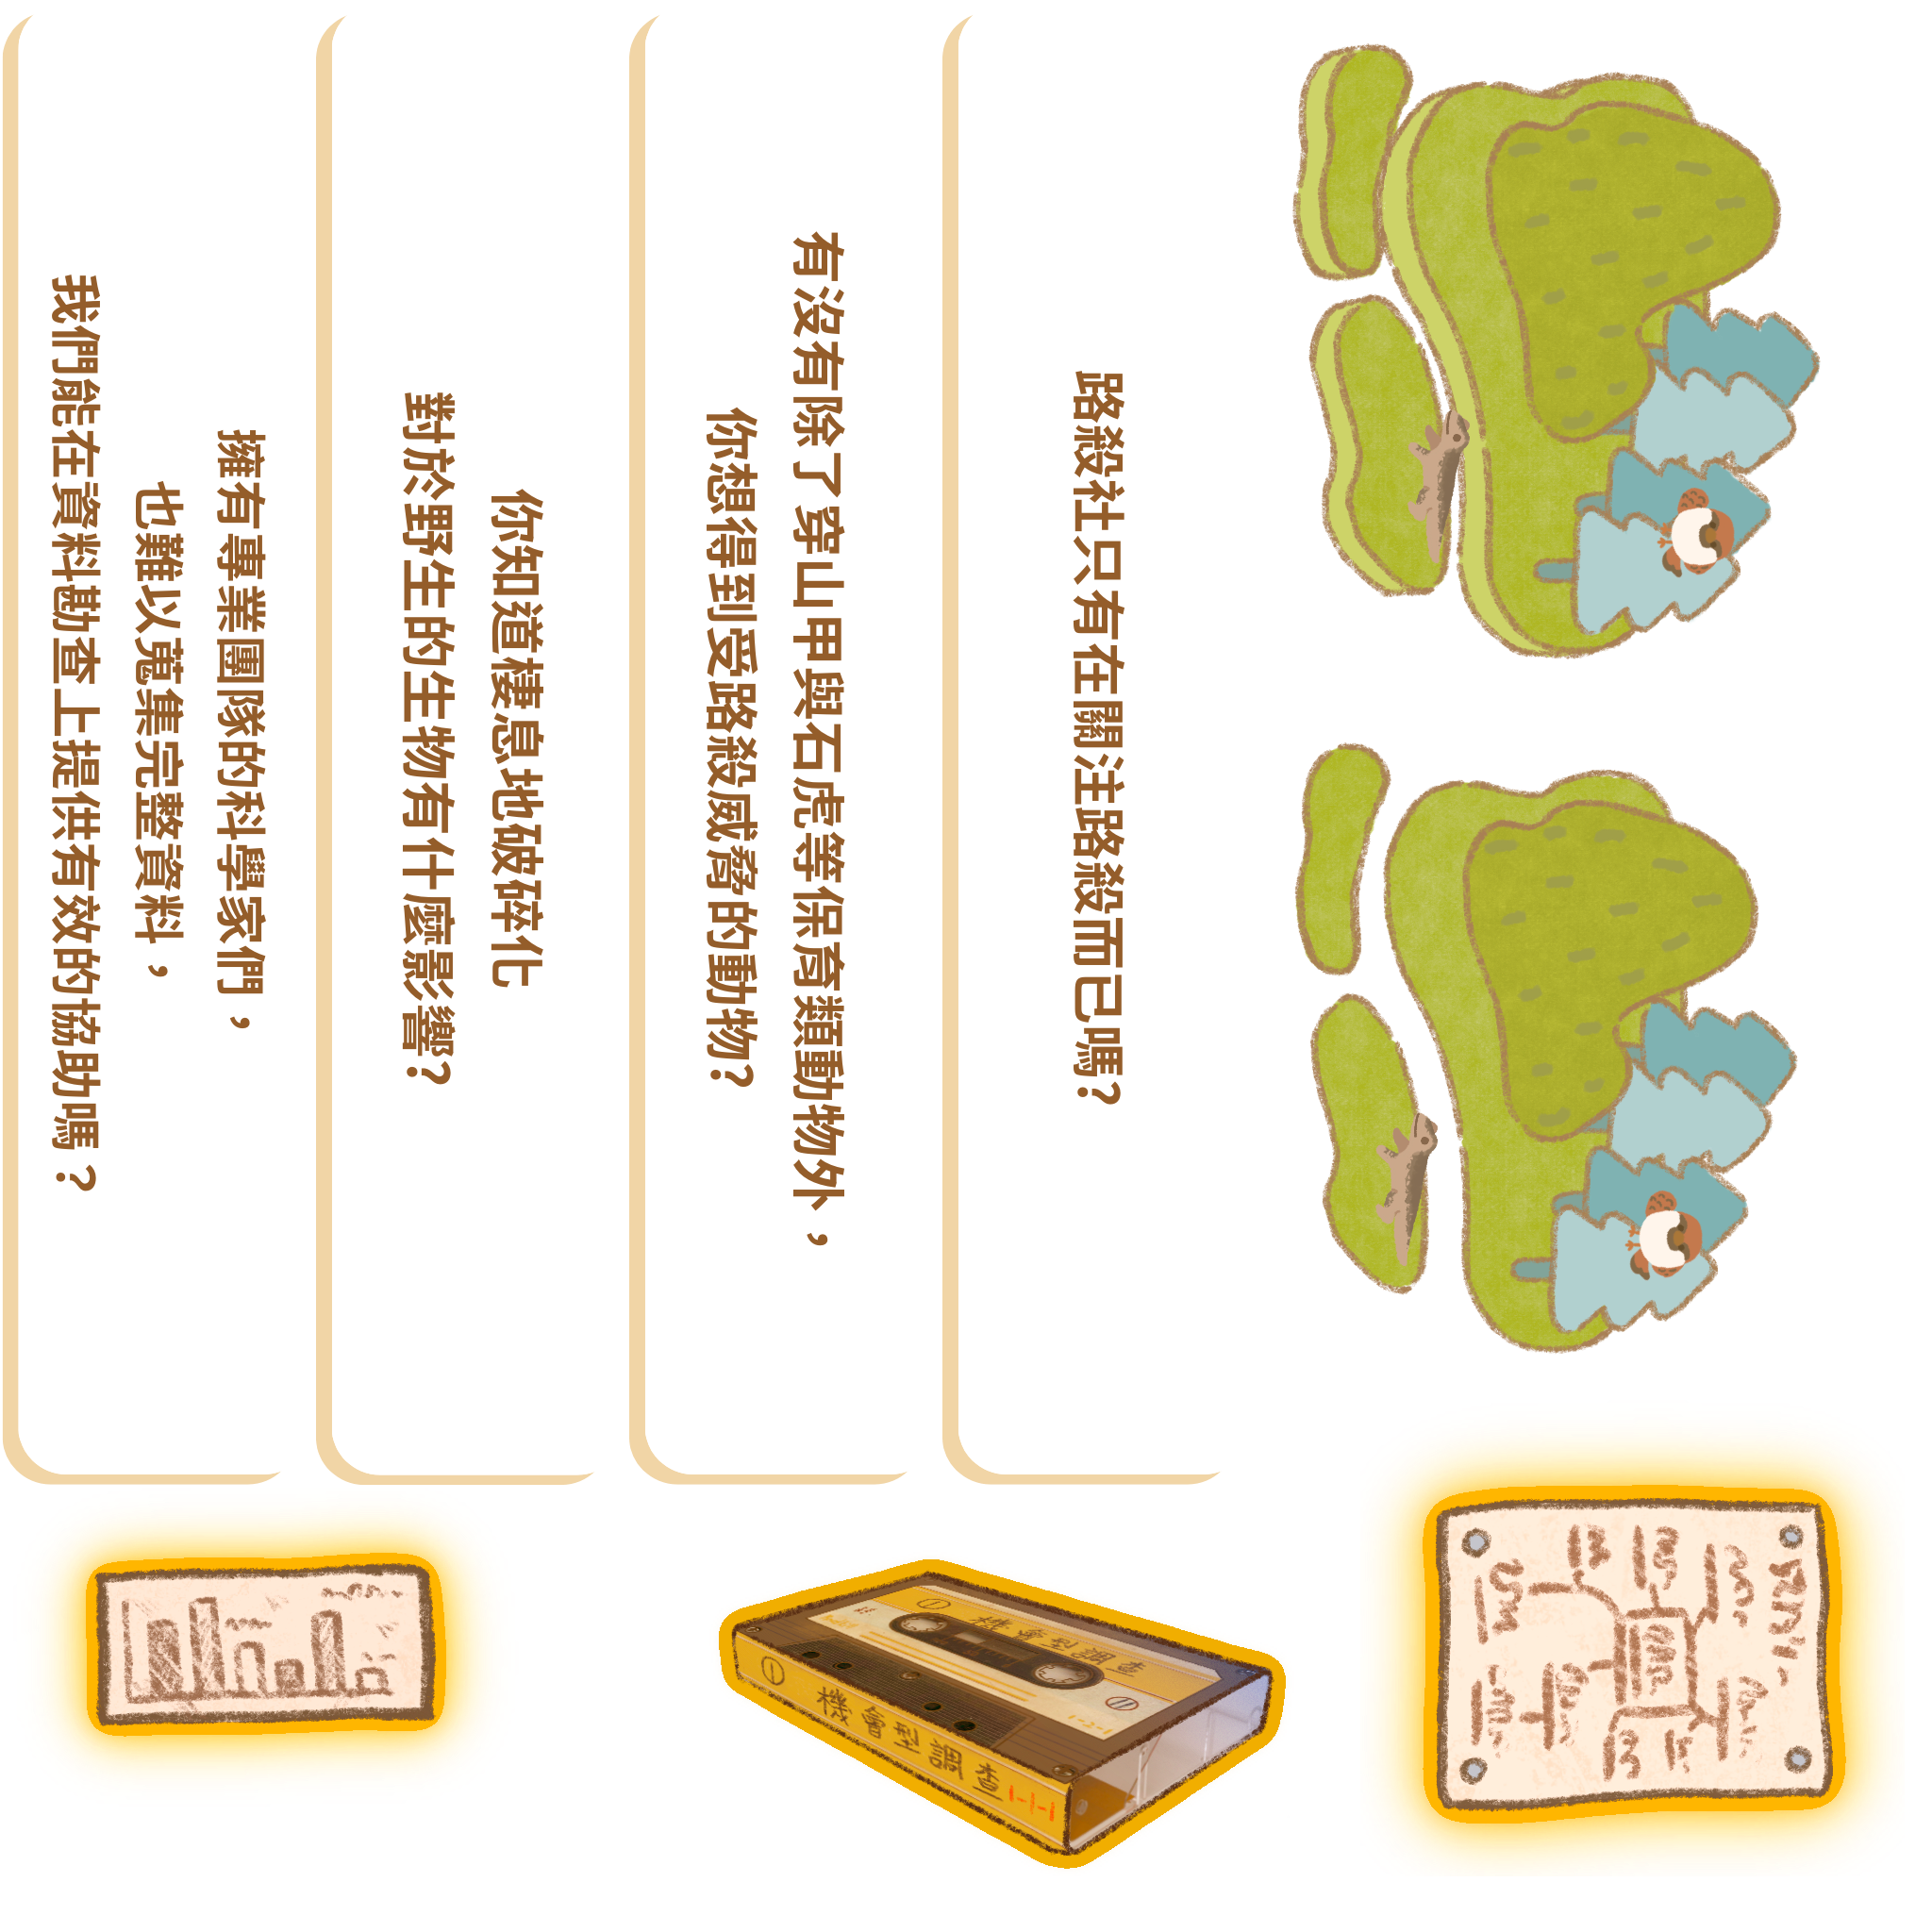 路殺社只有在關注路殺而已嗎?
有沒有除了穿山甲與石虎等保育類動物外，
你想得到受路殺威脅的動物?
你知道棲息地破碎化
對於野生的生物有什麼影響?
擁有專業團隊的科學家們，
也難以蒐集完整資料，
我們能在資料勘查上提供有效的協助嗎？
機會型調查
機會型調查